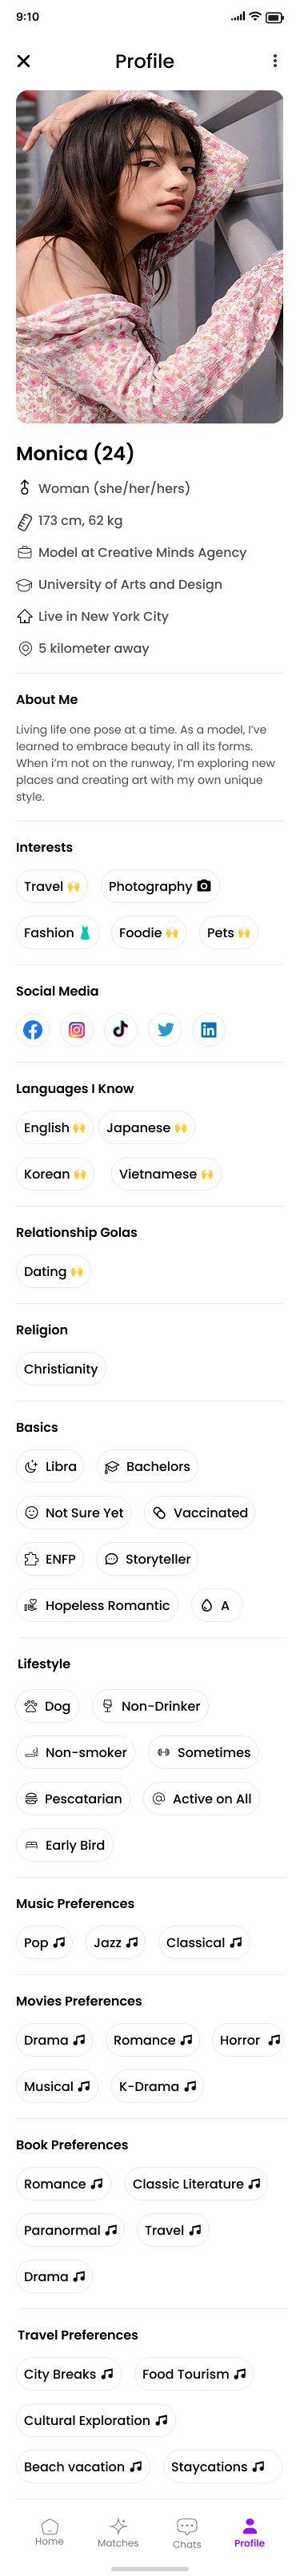 9:10
Profile
Monica (24)
Woman (she/her/hers)
173 cm, 62 kg
Model at Creative Minds Agency
University of Arts and Design
Live in New York City
5 kilometer away
About Me
Living life one pose at a time. As a model, I’ve
learned to embrace beauty in all its forms.
When i’m not on the runway, I’m exploring new
places and creating art with my own unique
style.
Interests
Travel 🙌 Photography
Fashion Foodie 🙌 Pets 🙌
Social Media
Languages I Know
English 🙌 Japanese 🙌
Korean 🙌 Vietnamese 🙌
Relationship Golas
Dating 🙌
Religion
Christianity
Basics
Libra Bachelors
Not Sure Yet Vaccinated
ENFP Storyteller
Hopeless Romantic A
Lifestyle
Dog Non-Drinker
Non-smoker Sometimes
Pescatarian Active on All
Early Bird
Music Preferences
Pop Jazz Classical
Movies Preferences
Drama Romance Horror
Musical K-Drama
Book Preferences
Romance Classic Literature
Paranormal Travel
Drama
Travel Preferences
City Breaks Food Tourism
Cultural Exploration
Beach vacation Staycations
Home Matches Chats Profile